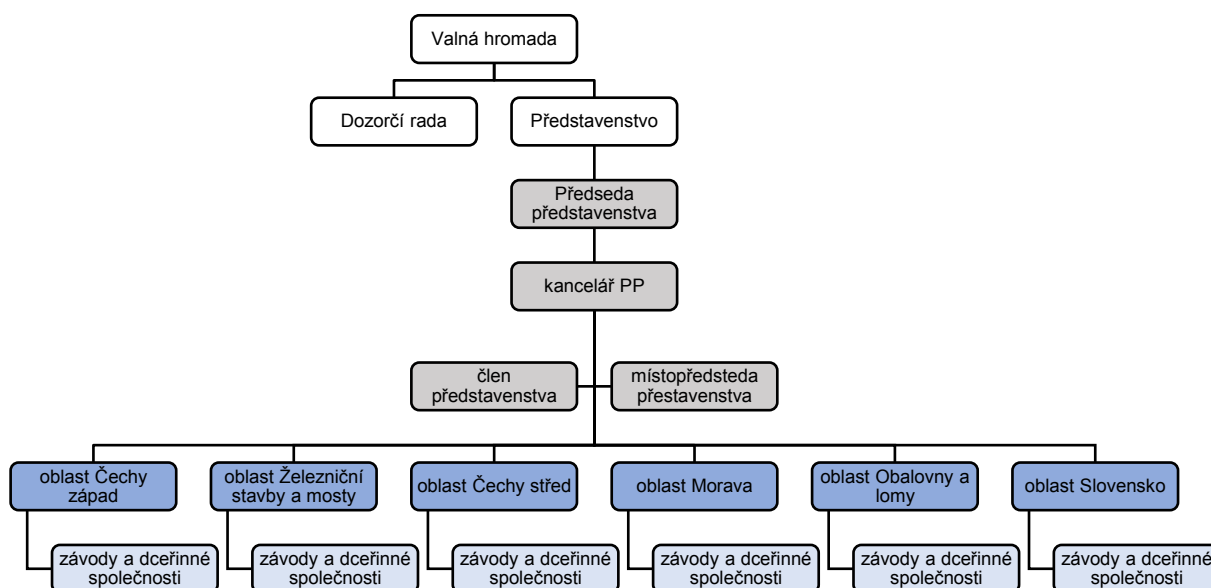 Valná hromada
Dozorčí rada
Představenstvo
Předseda
představenstva
kancelář PP
člen
představenstva
místopředsteda
přestavenstva
oblast Čechy
západ
oblast Železniční
stavby a mosty
oblast Čechy střed
oblast Morava
oblast Obalovny a
lomy
oblast Slovensko
závody a dceřinné
společnosti
závody a dceřinné
společnosti
závody a dceřinné
společnosti
závody a dceřinné
společnosti
závody a dceřinné
společnosti
závody a dceřinné
společnosti